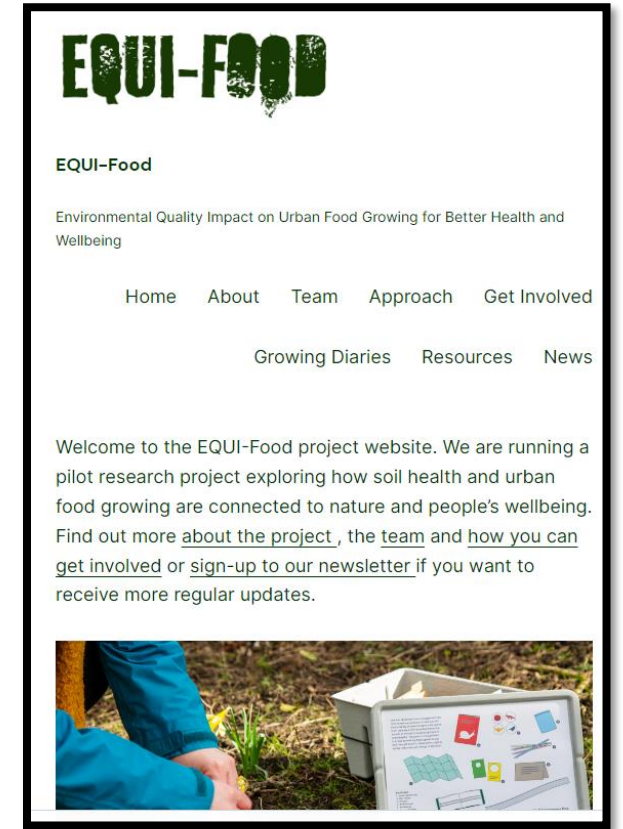 EQUI-FOOD
EQUI-Food
Environmental Quality Impact on Urban Food Growing for Better Health and
Wellbeing
Home About Team Approach Get Involved
Growing Diaries Resources News
Welcome to the EQUI-Food project website. We are running a
pilot research project exploring how soil health and urban
food growing are connected to nature and people’s wellbeing.
Find out more about the project , the team and how you can
get involved or sign-up to our newsletter if you want to
receive more regular updates.